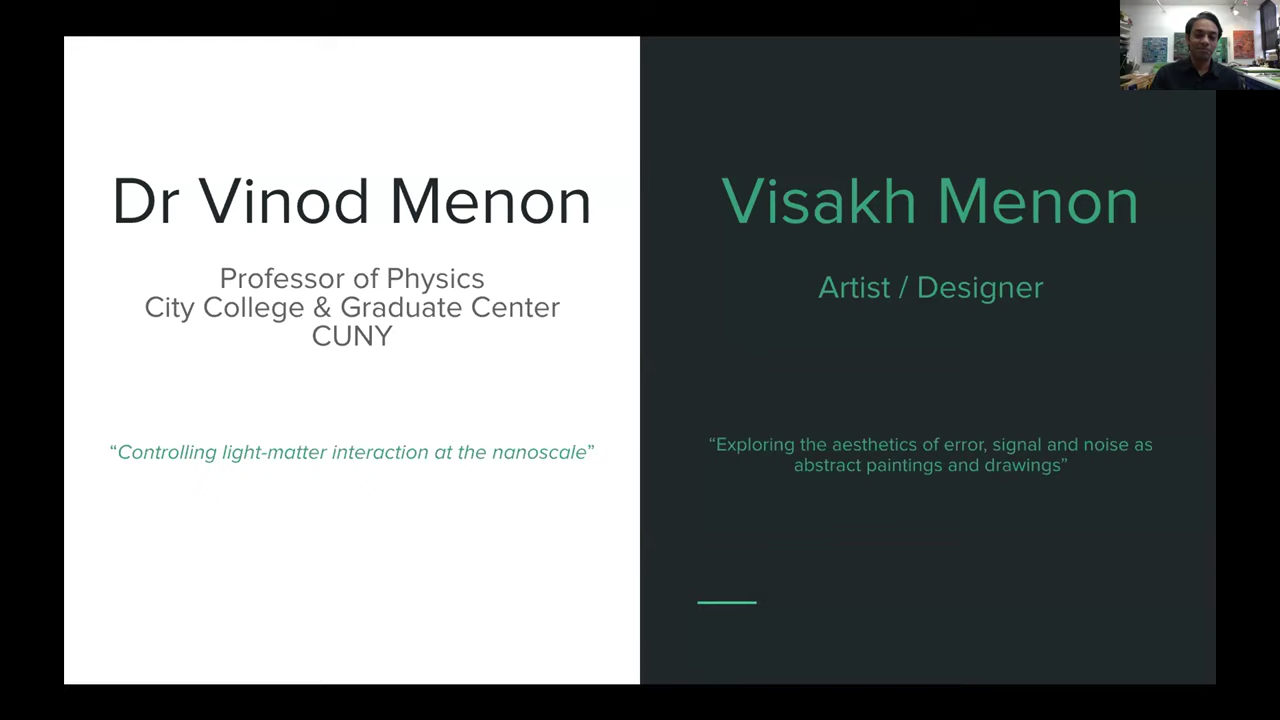 Dr Vinod Menon
Professor of Physics
City College & Graduate Center
CUNY
“Controlling light-matter interaction at the nanoscale”
Visakh Menon
Artist / Designer
“Exploring the aesthetics of error, signal and noise as
abstract paintings and drawings”